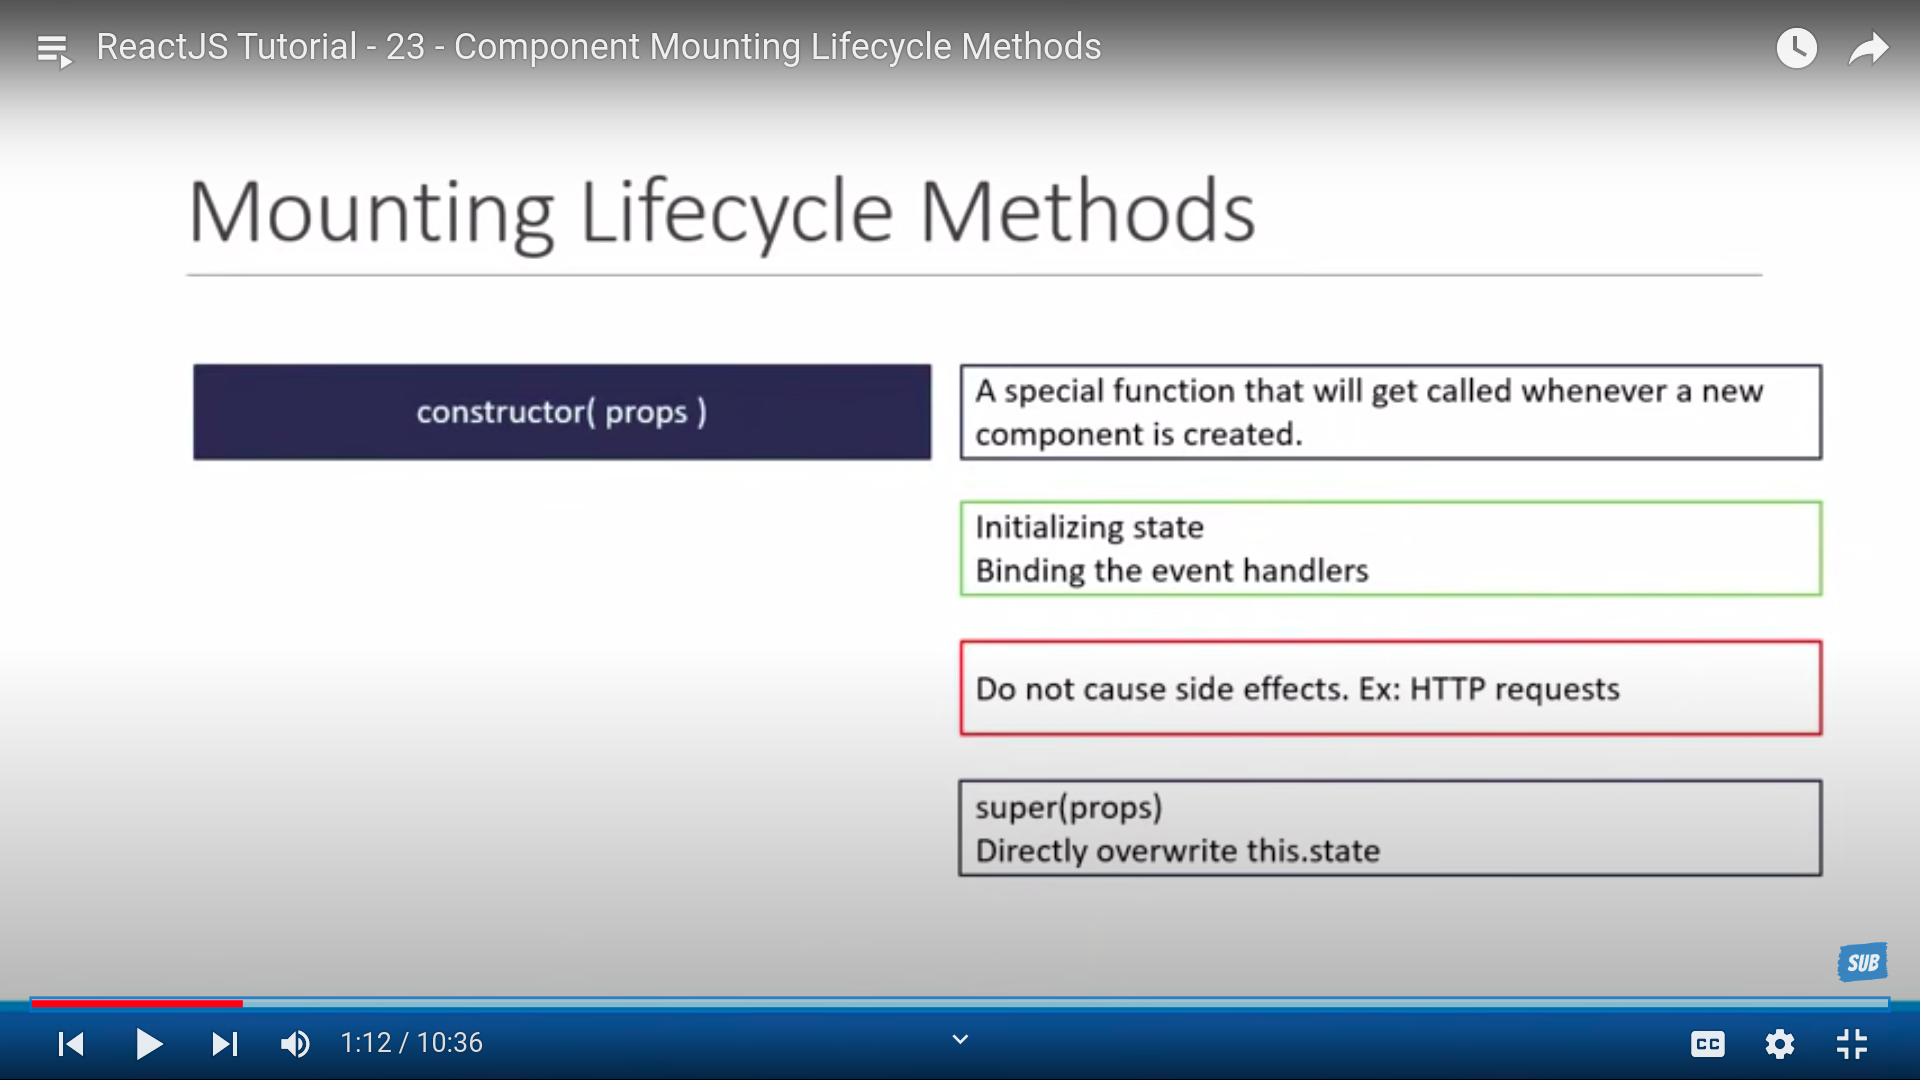 ReactJS Tutorial - 23 - Component Mounting Lifecycle Methods
Mounting Lifecycle Methods
constructor( props )
A special function that will get called whenever a new
component is created.
Initializing state
Binding the event handlers
Do not cause side effects. Ex: HTTP requests
super(props)
Directly overwrite this.state
SUB
1:12 / 10:36
CC